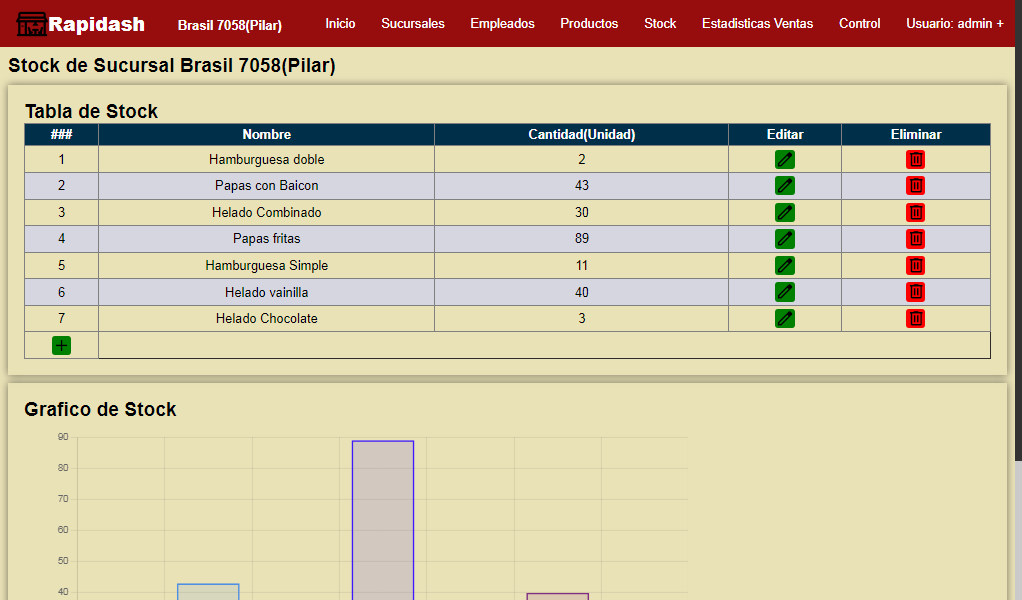 Rapidash Brasil 7058(Pilar) Inicio Sucursales Empleados Productos Stock Estadisticas Ventas Control Usuario: admin +
Stock de Sucursal Brasil 7058(Pilar)
Tabla de Stock
### Nombre Cantidad(Unidad) Editar Eliminar
1 Hamburguesa doble 2
2 Papas con Baicon 43
3 Helado Combinado 30
4 Papas fritas 89
5 Hamburguesa Simple 11
6 Helado vainilla 40
7 Helado Chocolate 3
Grafico de Stock
90
80
70
60
50
40